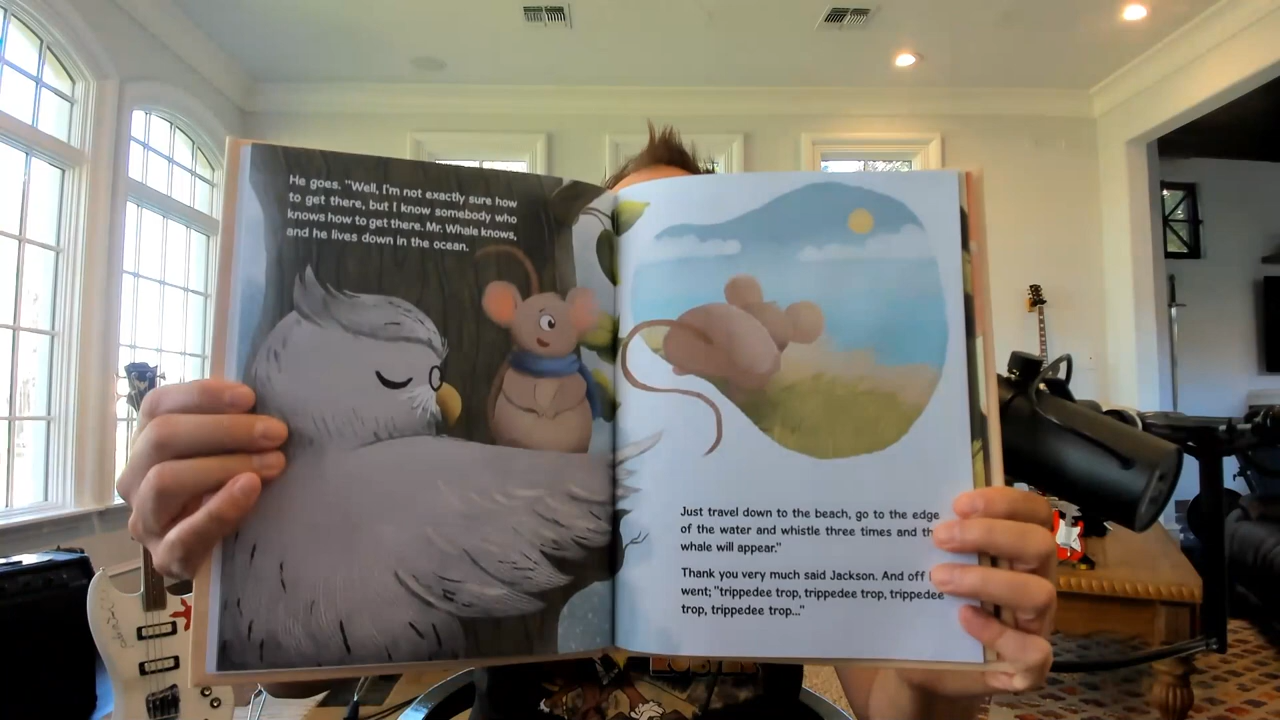 He goes. "Well, I'm not exactly sure how
to get there, but I know somebody who
knows how to get there. Mr. Whale knows,
and he lives down in the ocean.
Just travel down to the beach, go to the edge
of the water and whistle three times and
whale will appear."
Thank you very much said Jackson. And off
went; "trippedee trop, trippedee trop, trippedee
trop, trippedee trop..."